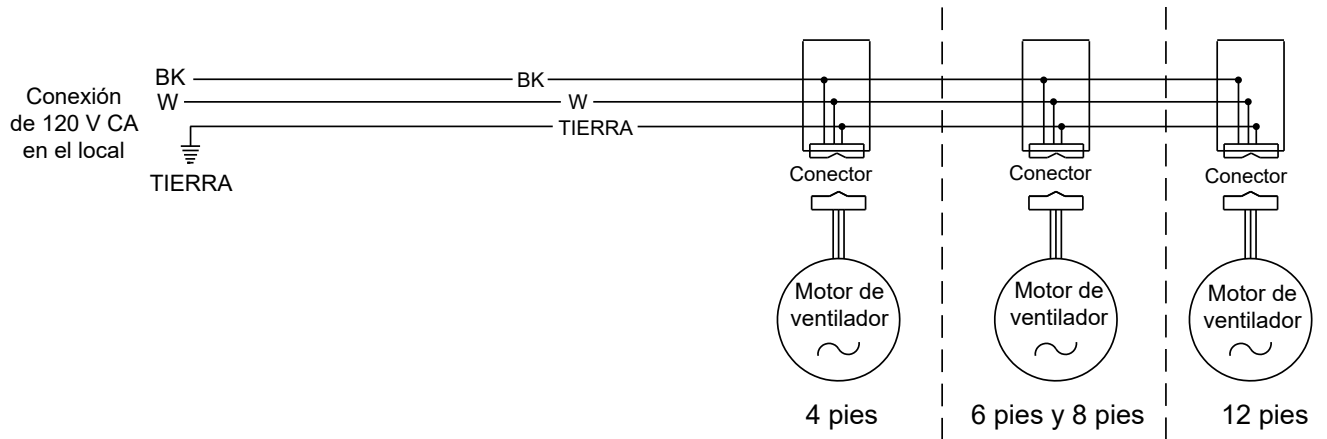 Conexión
de 120 V CA
en el local
BK
W
TIERRA
BK
W
TIERRA
Conector
Conector
Conector
Motor de
ventilador
Motor de
ventilador
Motor de
ventilador
4 pies
6 pies y 8 pies
12 pies